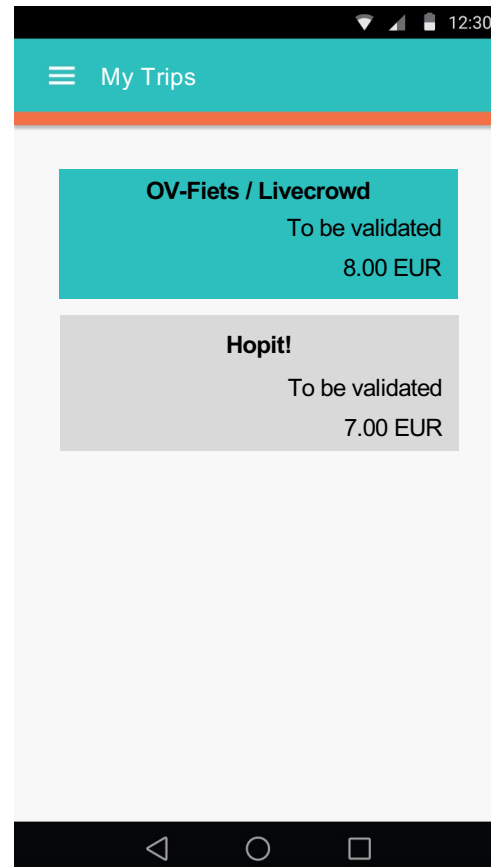 12:30
My Trips
OV-Fiets / Livecrowd
To be validated
8.00 EUR
Hopit!
To be validated
7.00 EUR